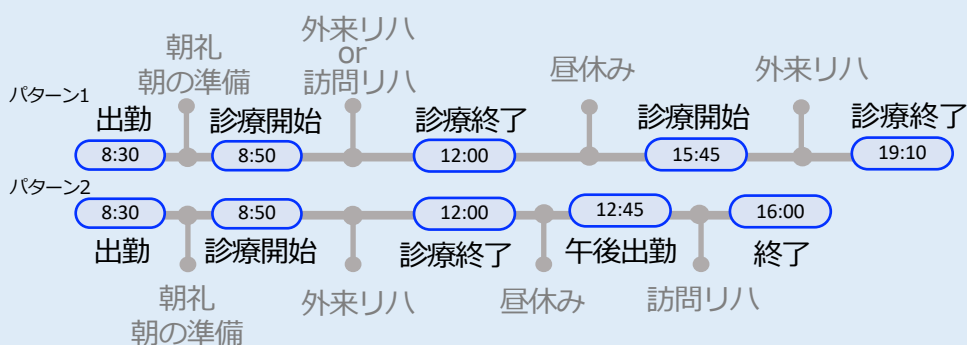 外来リハ
or
訪問リハ
朝礼
朝の準備
昼休み
外来リハ
パターン1
出勤
診療開始
診療終了
診療開始
診療終了
8:30
8:50
12:00
15:45
19:10
パターン2
8:30
8:50
12:00
12:45
16:00
出勤
診療開始
診療終了
午後出勤
終了
朝礼
朝の準備
外来リハ
昼休み
訪問リハ